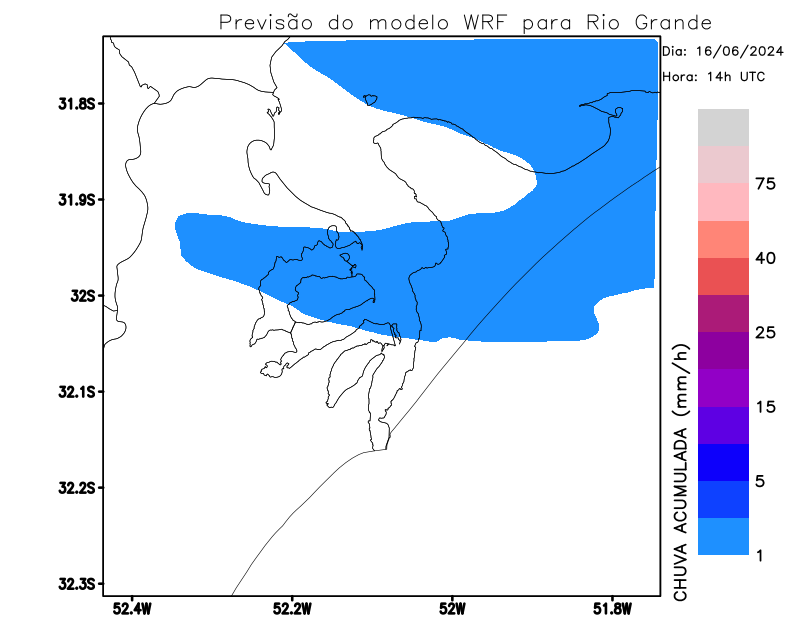 Previsão do modelo WRF para Rio Grande
Dia: 16/06/2024
Hora: 14h UTC
31.8S
31.9S
32S
32.1S
32.2S
32.3S
52.4W
52.2W
52W
51.8W
75
40
25
15
5
1
CHUVA ACUMULADA (mm/h)